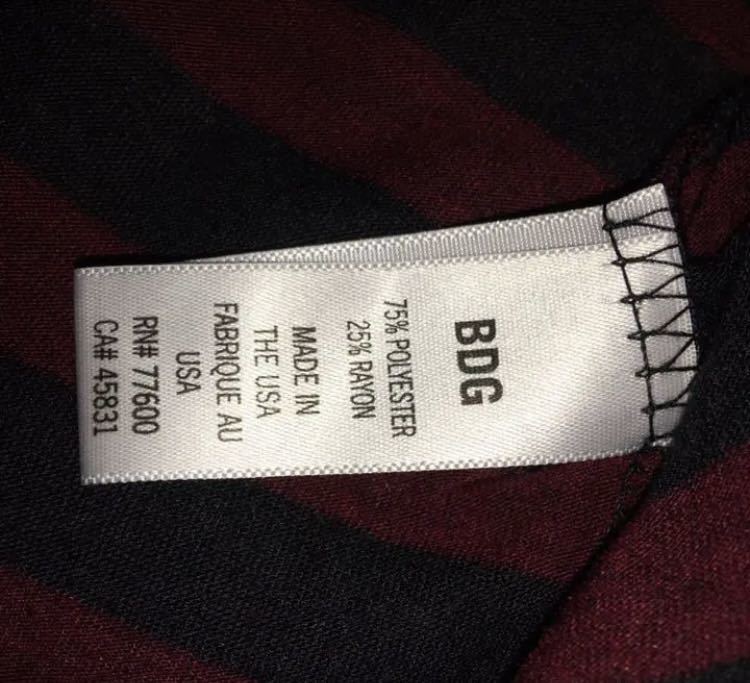 BDG
75% POLYESTER
25% RAYON
MADE IN
THE USA
FABRIQUE AU
USA
RN# 77600
CA# 45831